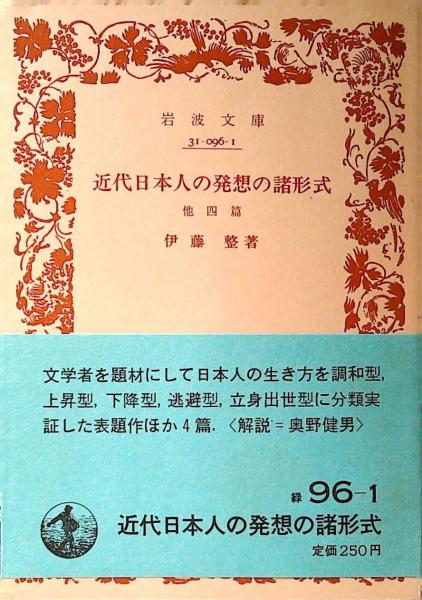 岩波文庫
31-096-1
近代日本人の発想の諸形式
他四篇
伊藤 整著
文学者を題材にして日本人の生き方を調和型,
上昇型, 下降型, 逃避型, 立身出世型に分類実
証した表題作ほか4篇. 〈解説=奥野健男〉
緑 96-1
近代日本人の発想の諸形式
定価250円